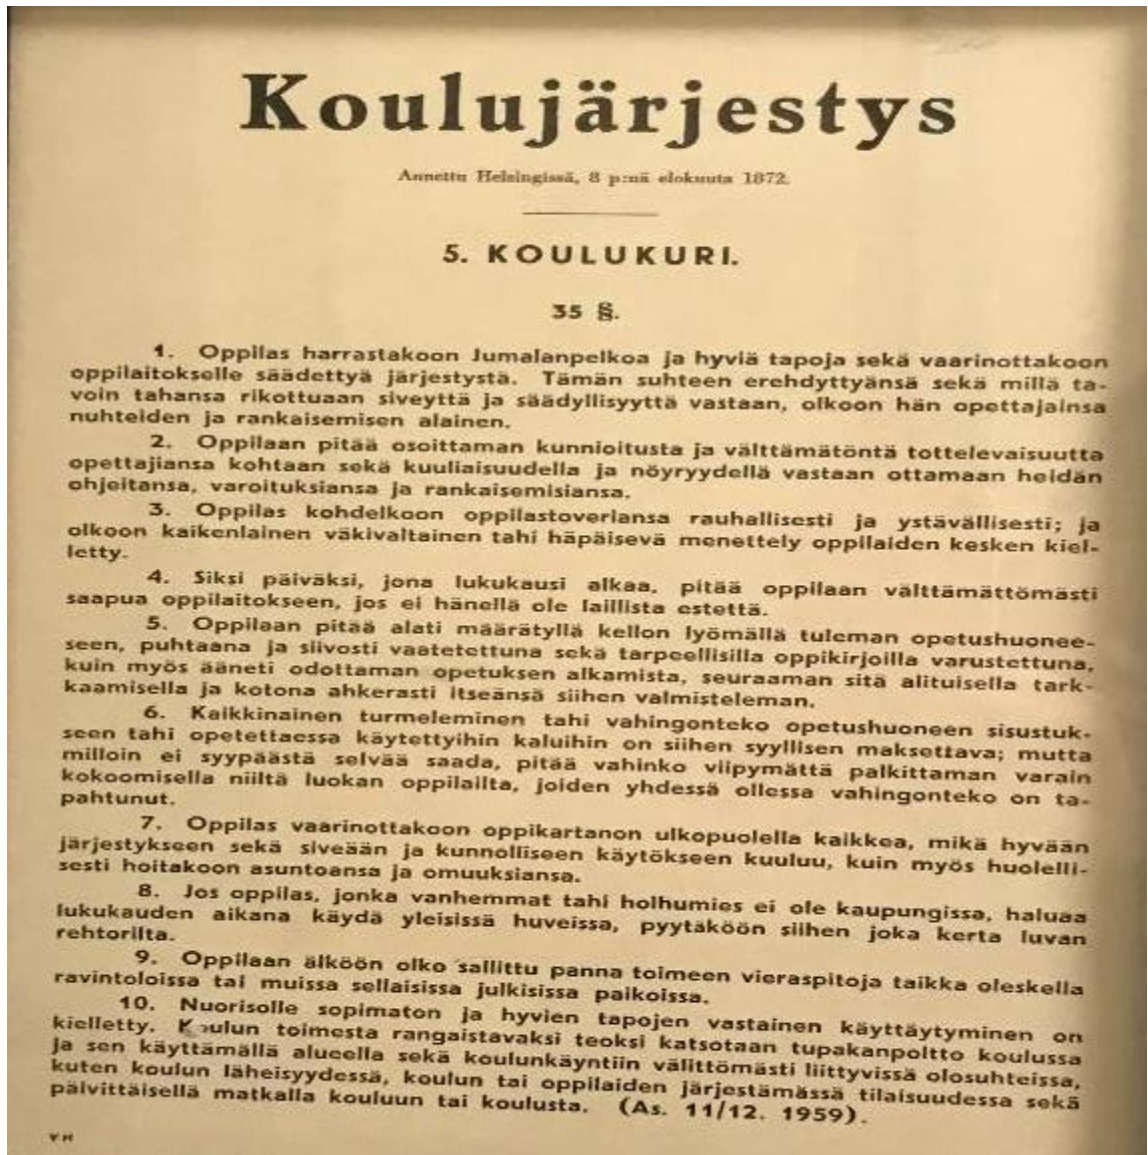 Koulujärjestys
Annettu Helsingissä, 8 p:nä elokuuta 1872.
5. KOULUKURI.
35 §.
1. Oppilas harrastakoon Jumalanpelkoa ja hyviä tapoja sekä vaarinottakoon
oppilaitokselle säädettyä järjestystä. Tämän suhteen erehdyttyänsä sekä millä ta-
voin tahansa rikottuaan siveyttä ja säädyllisyyttä vastaan, olkoon hän opettajainsa
nuhteiden ja rankaisemisen alainen.
2. Oppilaan pitää osoittaman kunnioitusta ja välttämätöntä tottelevaisuutta
opettajiansa kohtaan sekä kuuliaisuudella ja nöyryydellä vastaan ottamaan heidän
ohjeitansa, varoituksiansa ja rankaisemisiansa.
3. Oppilas kohdelkoon oppilastoveriansa rauhallisesti ja ystävällisesti; ja
olkoon kaikenlainen väkivaltainen tahi häpäisevä menettely oppilaiden kesken kiel-
letty.
4. Siksi päiväksi, jona lukukausi alkaa, pitää oppilaan välttämättömästi
saapua oppilaitokseen, jos ei hänellä ole laillista estettä.
5. Oppilaan pitää alati määrätyllä kellon lyömällä tuleman opetushuonee-
seen, puhtaana ja siivosti vaatetettuna sekä tarpeellisilla oppikirjoilla varustettuna,
kuin myös ääneti odottaman opetuksen alkamista, seuraaman sitä alituisella tark-
kaamisella ja kotona ahkerasti itseänsä siihen valmisteleman.
6. Kaikkinainen turmeleminen tahi vahingonteko opetushuoneen sisustuk-
seen tahi opetettaessa käytettyihin kaluihin on siihen syyllisen maksettava; mutta
milloin ei syypäästä selvää saada, pitää vahinko viipymättä palkittaman varain
kokoomisella niiltä luokan oppilailta, joiden yhdessä ollessa vahingonteko on ta-
pahtunut.
7. Oppilas vaarinottakoon oppikartanon ulkopuolella kaikkea, mikä hyvään
järjestykseen sekä siveään ja kunnolliseen käytökseen kuuluu, kuin myös huolelli-
sesti hoitakoon asuntoansa ja omuuksiansa.
8. Jos oppilas, jonka vanhemmat tahi holhumies ei ole kaupungissa, haluaa
lukukauden aikana käydä yleisissä huveissa, pyytäköön siihen joka kerta luvan
rehtorilta.
9. Oppilaan älköön olko sallittu panna toimeen vieraspitoja taikka oleskella
ravintoloissa tai muissa sellaisissa julkisissa paikoissa.
10. Nuorisolle sopimaton ja hyvien tapojen vastainen käyttäytyminen on
kielletty. Koulun toimesta rangaistavaksi teoksi katsotaan tupakanpoltto koulussa
ja sen käyttämällä alueella sekä koulunkäyntiin välittömästi liittyvissä olosuhteissa,
kuten koulun läheisyydessä, koulun tai oppilaiden järjestämässä tilaisuudessa sekä
päivittäisellä matkalla kouluun tai koulusta. (As. 11/12. 1959).